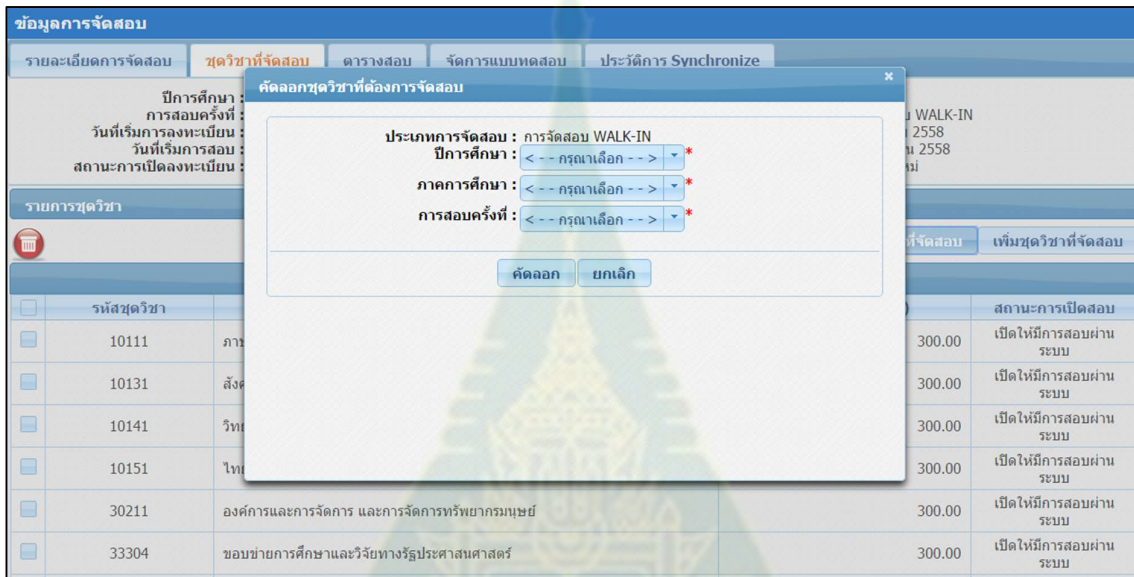 ข้อมูลการจัดสอบ
รายละเอียดการจัดสอบ ชุดวิชาที่จัดสอบ ตารางสอบ จัดการแบบทดสอบ ประวัติการ Synchronize
คัดลอกชุดวิชาที่ต้องการจัดสอบ
ปีการศึกษา :
การสอบครั้งที่ : WALK-IN
วันที่เริ่มการลงทะเบียน : 2558
วันที่เริ่มการสอบ : 2558
สถานะการเปิดลงทะเบียน :
ประเภทการจัดสอบ : การจัดสอบ WALK-IN
ปีการศึกษา : < - - กรุณาเลือก - - > *
ภาคการศึกษา : < - - กรุณาเลือก - - > *
การสอบครั้งที่ : < - - กรุณาเลือก - - > *
คัดลอก ยกเลิก
รายการชุดวิชา
ที่จัดสอบ เพิ่มชุดวิชาที่จัดสอบ
รหัสชุดวิชา สถานะการเปิดสอบ
10111 300.00 เปิดให้มีการสอบผ่าน
ระบบ
10131 300.00 เปิดให้มีการสอบผ่าน
ระบบ
10141 300.00 เปิดให้มีการสอบผ่าน
ระบบ
10151 300.00 เปิดให้มีการสอบผ่าน
ระบบ
30211 องค์การและการจัดการ และการจัดการทรัพยากรมนุษย์ 300.00 เปิดให้มีการสอบผ่าน
ระบบ
33304 ขอบข่ายการศึกษาและวิจัยทางรัฐประศาสนศาสตร์ 300.00 เปิดให้มีการสอบผ่าน
ระบบ